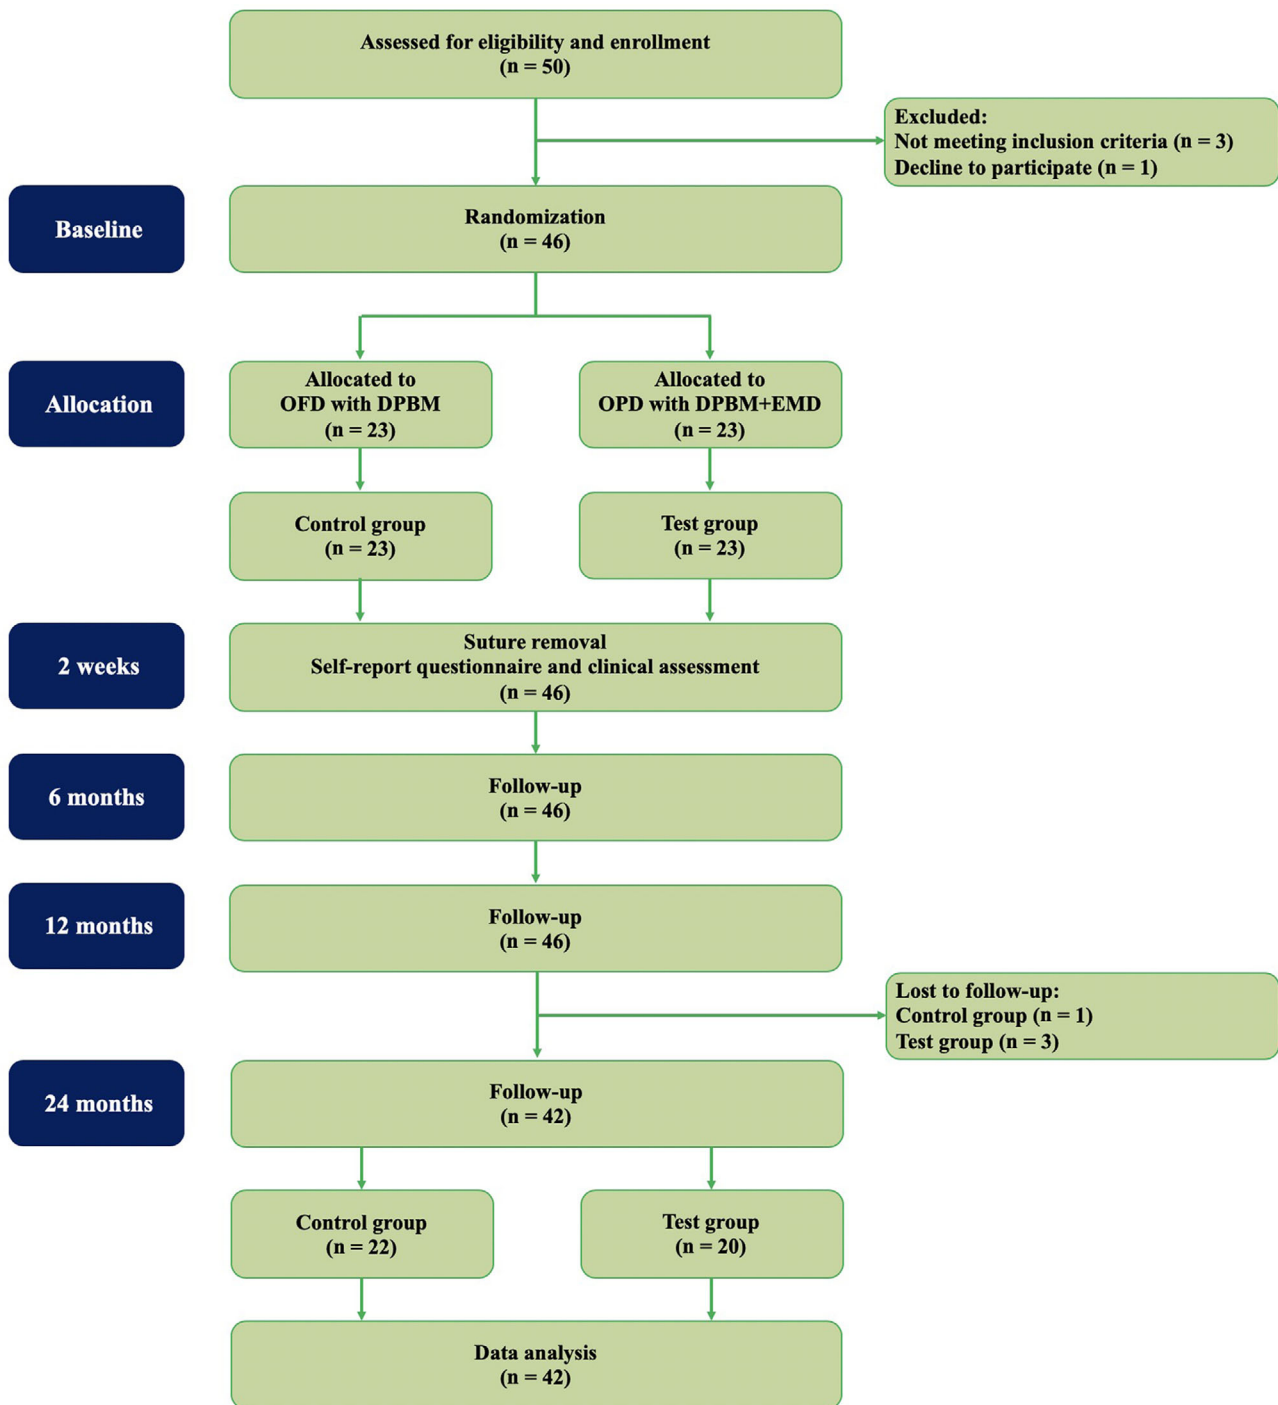 Assessed for eligibility and enrollment
(n = 50)
Excluded:
Not meeting inclusion criteria (n = 3)
Decline to participate (n = 1)
Baseline
Randomization
(n = 46)
Allocation
Allocated to
OFD with DPBM
(n = 23)
Allocated to
OPD with DPBM+EMD
(n = 23)
Control group
(n = 23)
Test group
(n = 23)
2 weeks
Suture removal
Self-report questionnaire and clinical assessment
(n = 46)
6 months
Follow-up
(n = 46)
12 months
Follow-up
(n = 46)
Lost to follow-up:
Control group (n = 1)
Test group (n = 3)
24 months
Follow-up
(n = 42)
Control group
(n = 22)
Test group
(n = 20)
Data analysis
(n = 42)